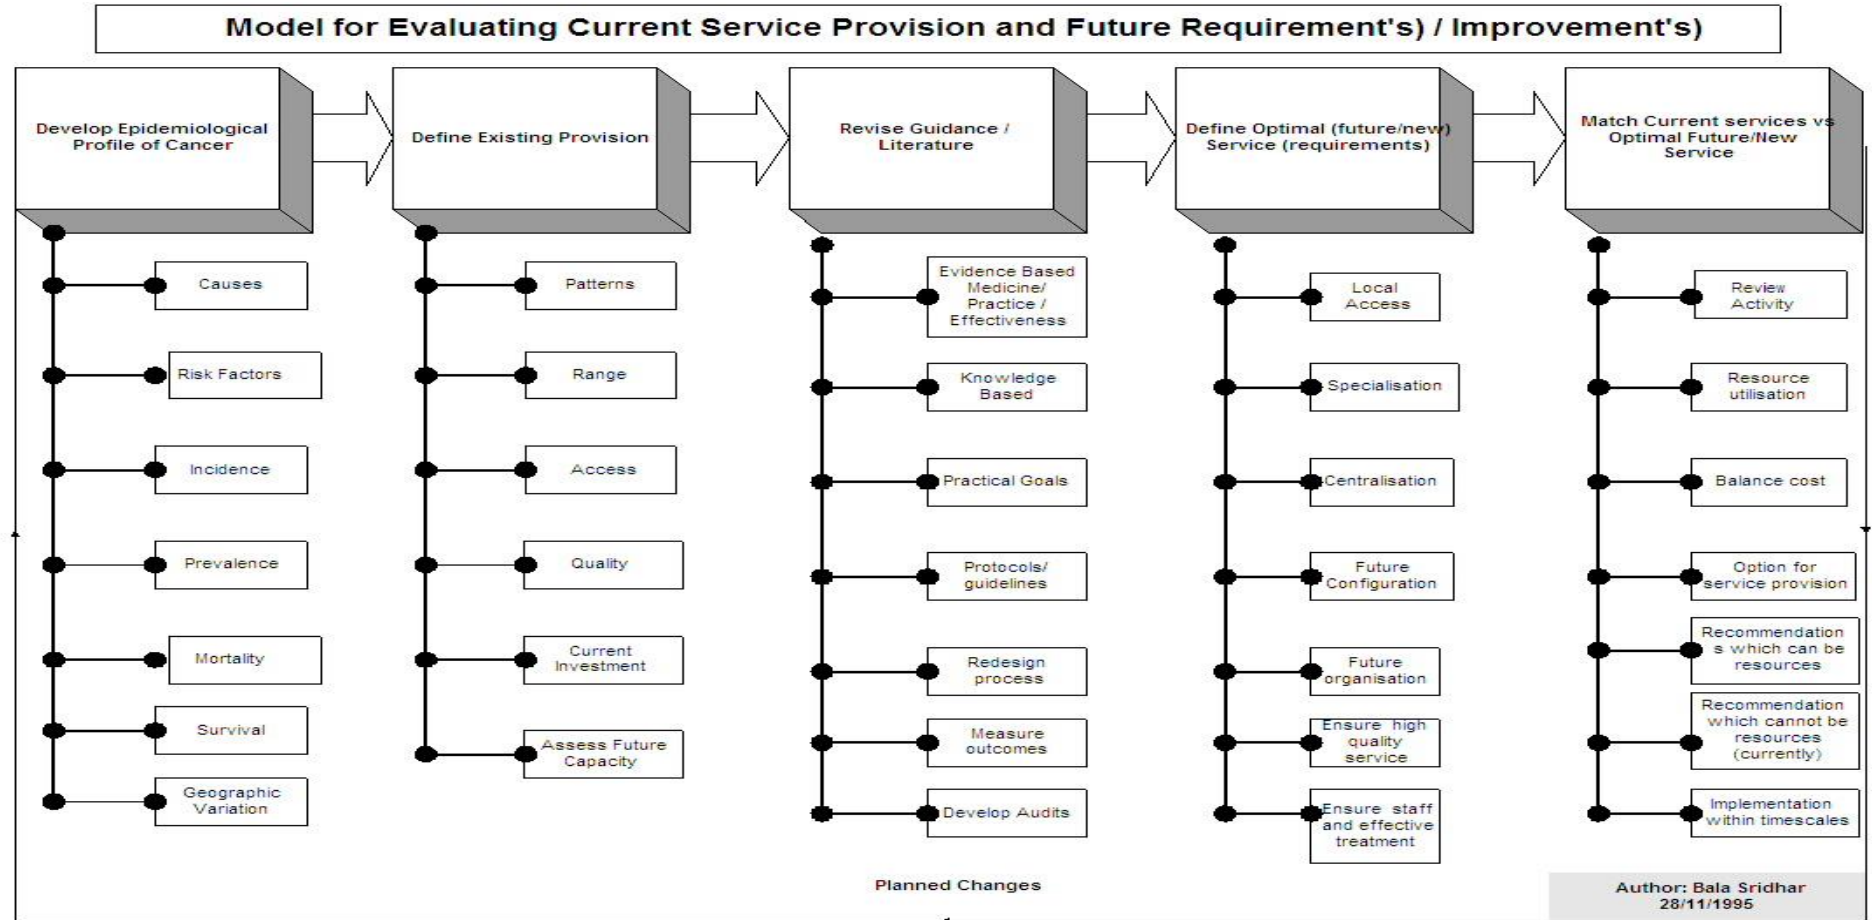 Model for Evaluating Current Service Provision and Future Requirement's) / Improvement's)
Develop Epidemiological
Profile of Cancer
Causes
Risk Factors
Incidence
Prevalence
Mortality
Survival
Geographic
Variation
Define Existing Provision
Patterns
Range
Access
Quality
Current
Investment
Assess Future
Capacity
Revise Guidance /
Literature
Evidence Based
Medicine/
Practice /
Effectiveness
Knowledge
Based
Practical Goals
Protocols/
guidelines
Redesign
process
Measure
outcomes
Develop Audits
Define Optimal (future/new)
Service (requirements)
Local
Access
Specialisation
Centralisation
Future
Configuration
Future
organisation
Ensure high
quality
service
Ensure staff
and effective
treatment
Match Current services vs
Optimal Future/New
Service
Review
Activity
Resource
utilisation
Balance cost
Option for
service provision
Recommendation
s which can be
resources
Recommendation
which cannot be
resources
(currently)
Implementation
within timescales
Planned Changes
Author: Bala Sridhar
28/11/1995